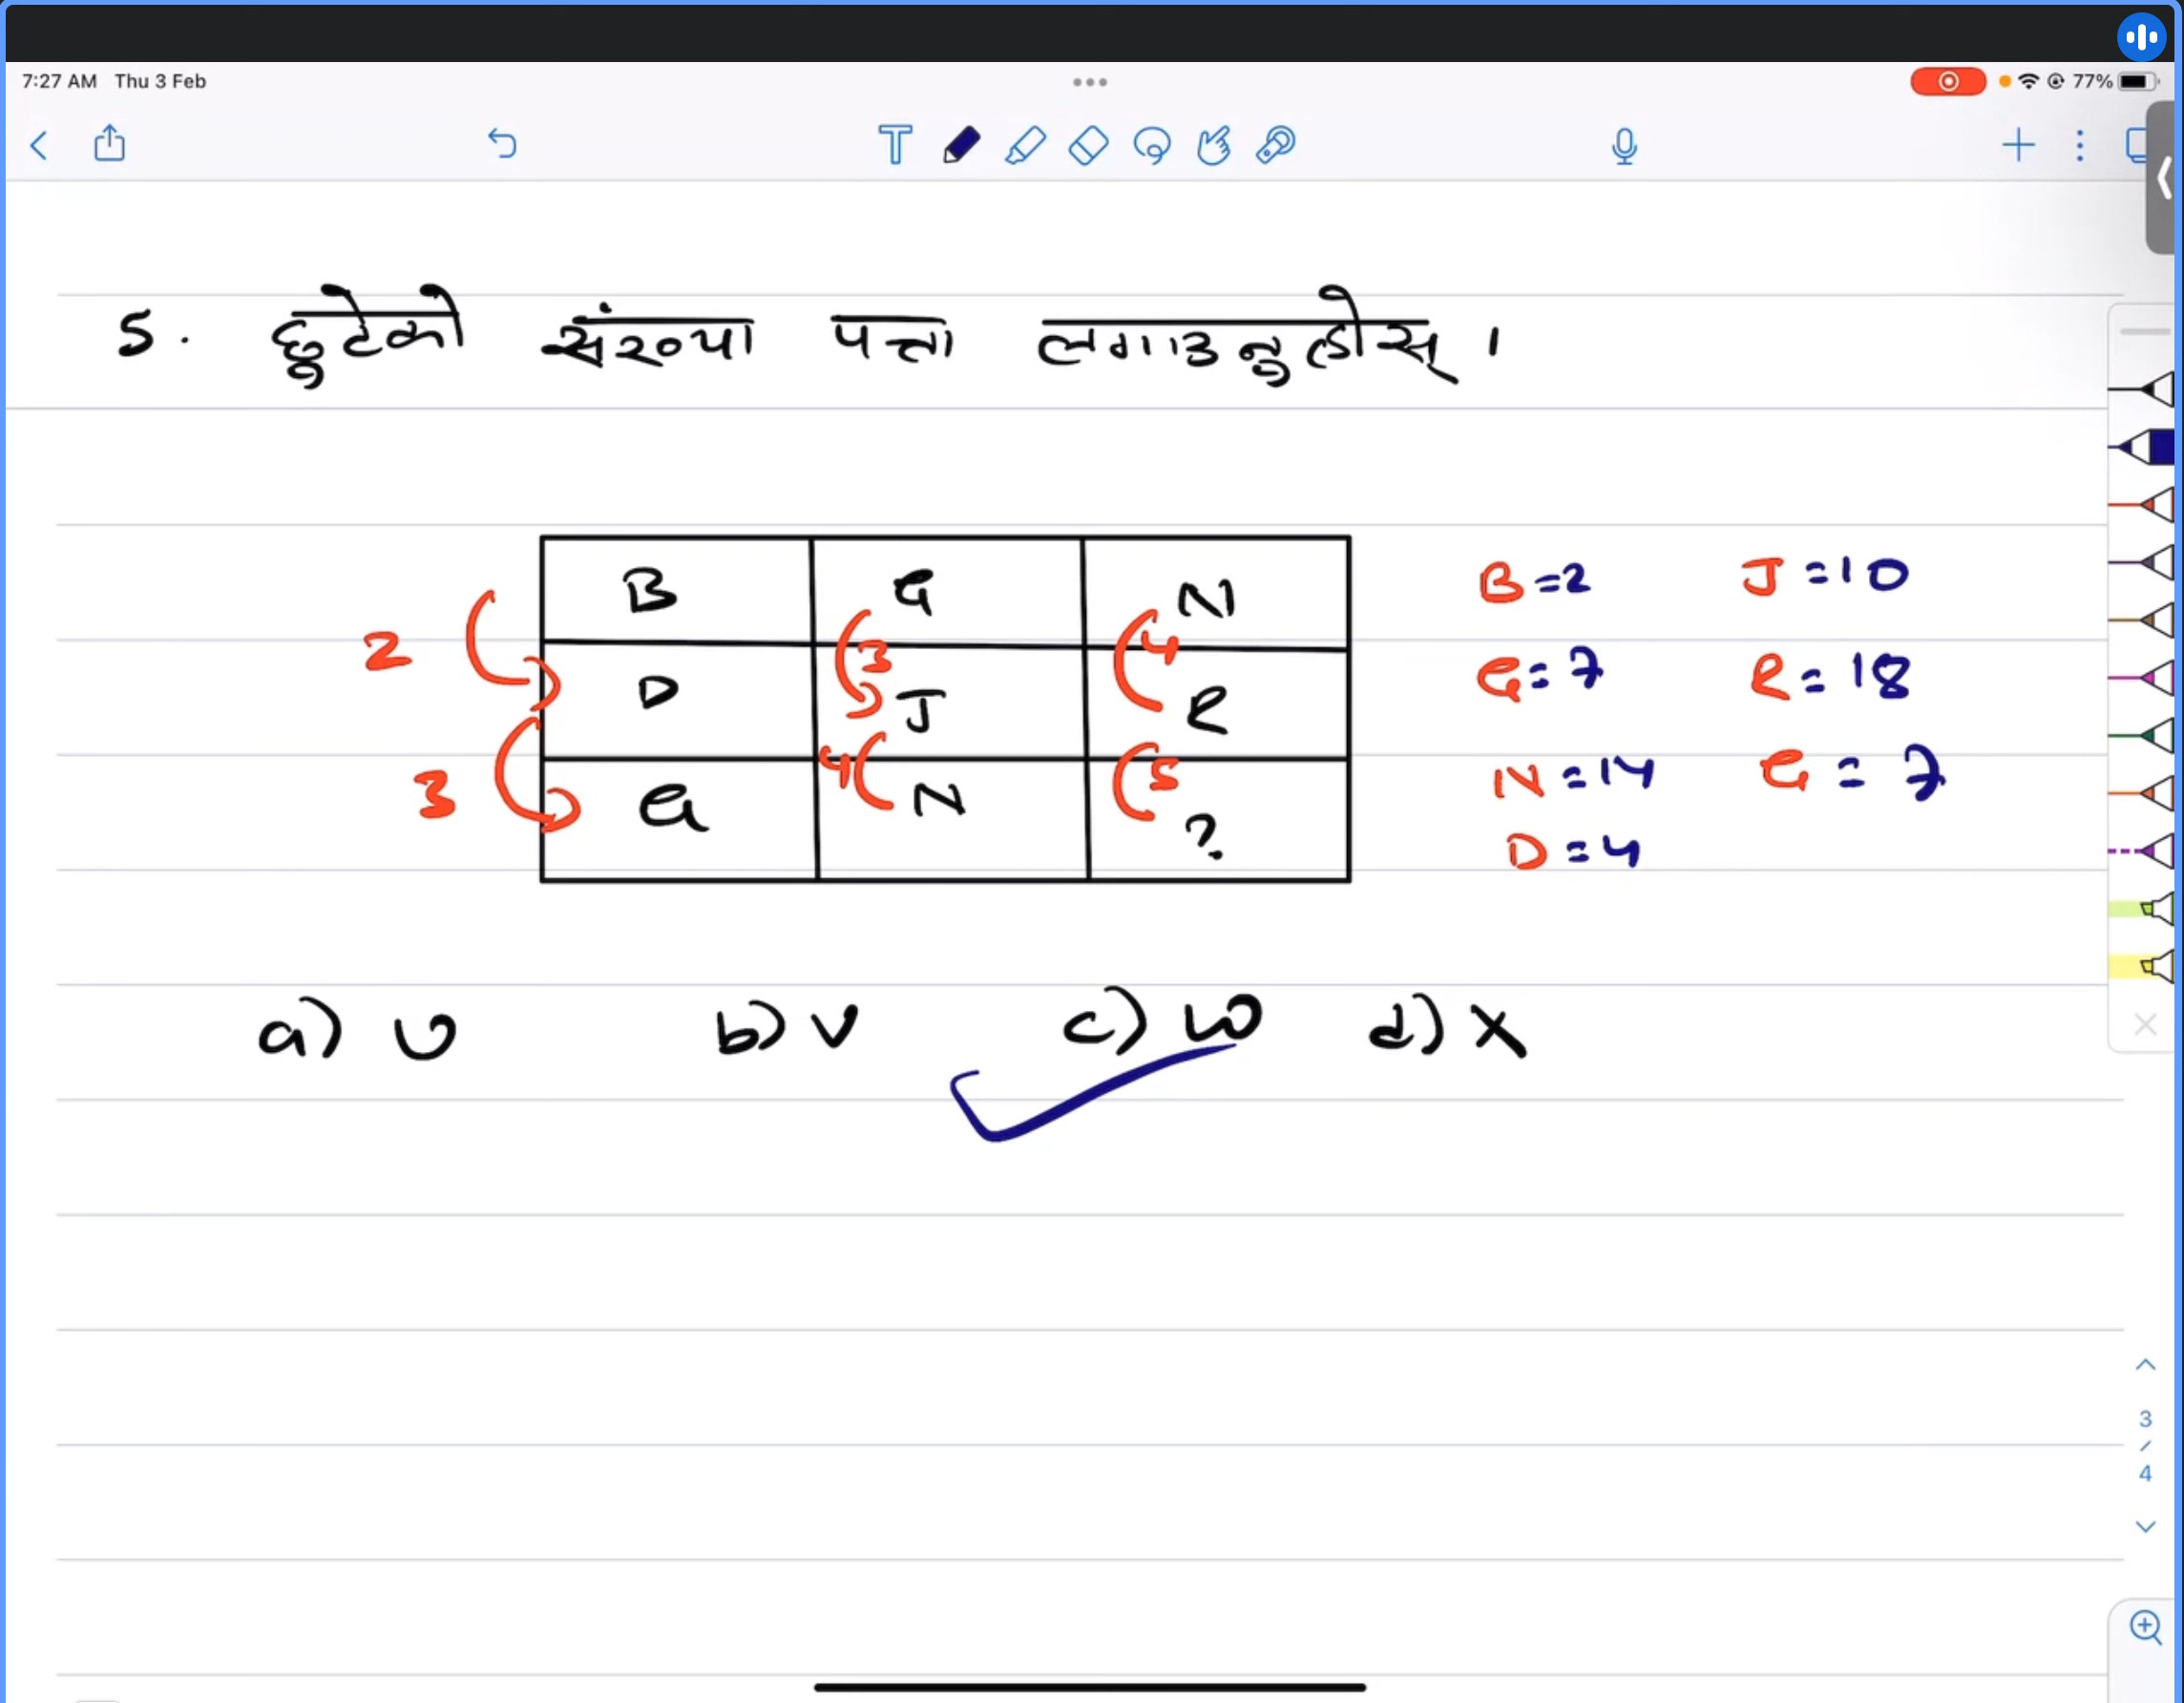 7:27 AM Thu 3 Feb
77%
5. छुटेको संख्या पत्ता लगाउनुहोस् ।
B G N
2 3 4
D J R
3 4 5
G N ?
B=2 J=10
G=7 R=18
N=14 G=7
D=4
a) U b) V c) W d) X
3
/
4